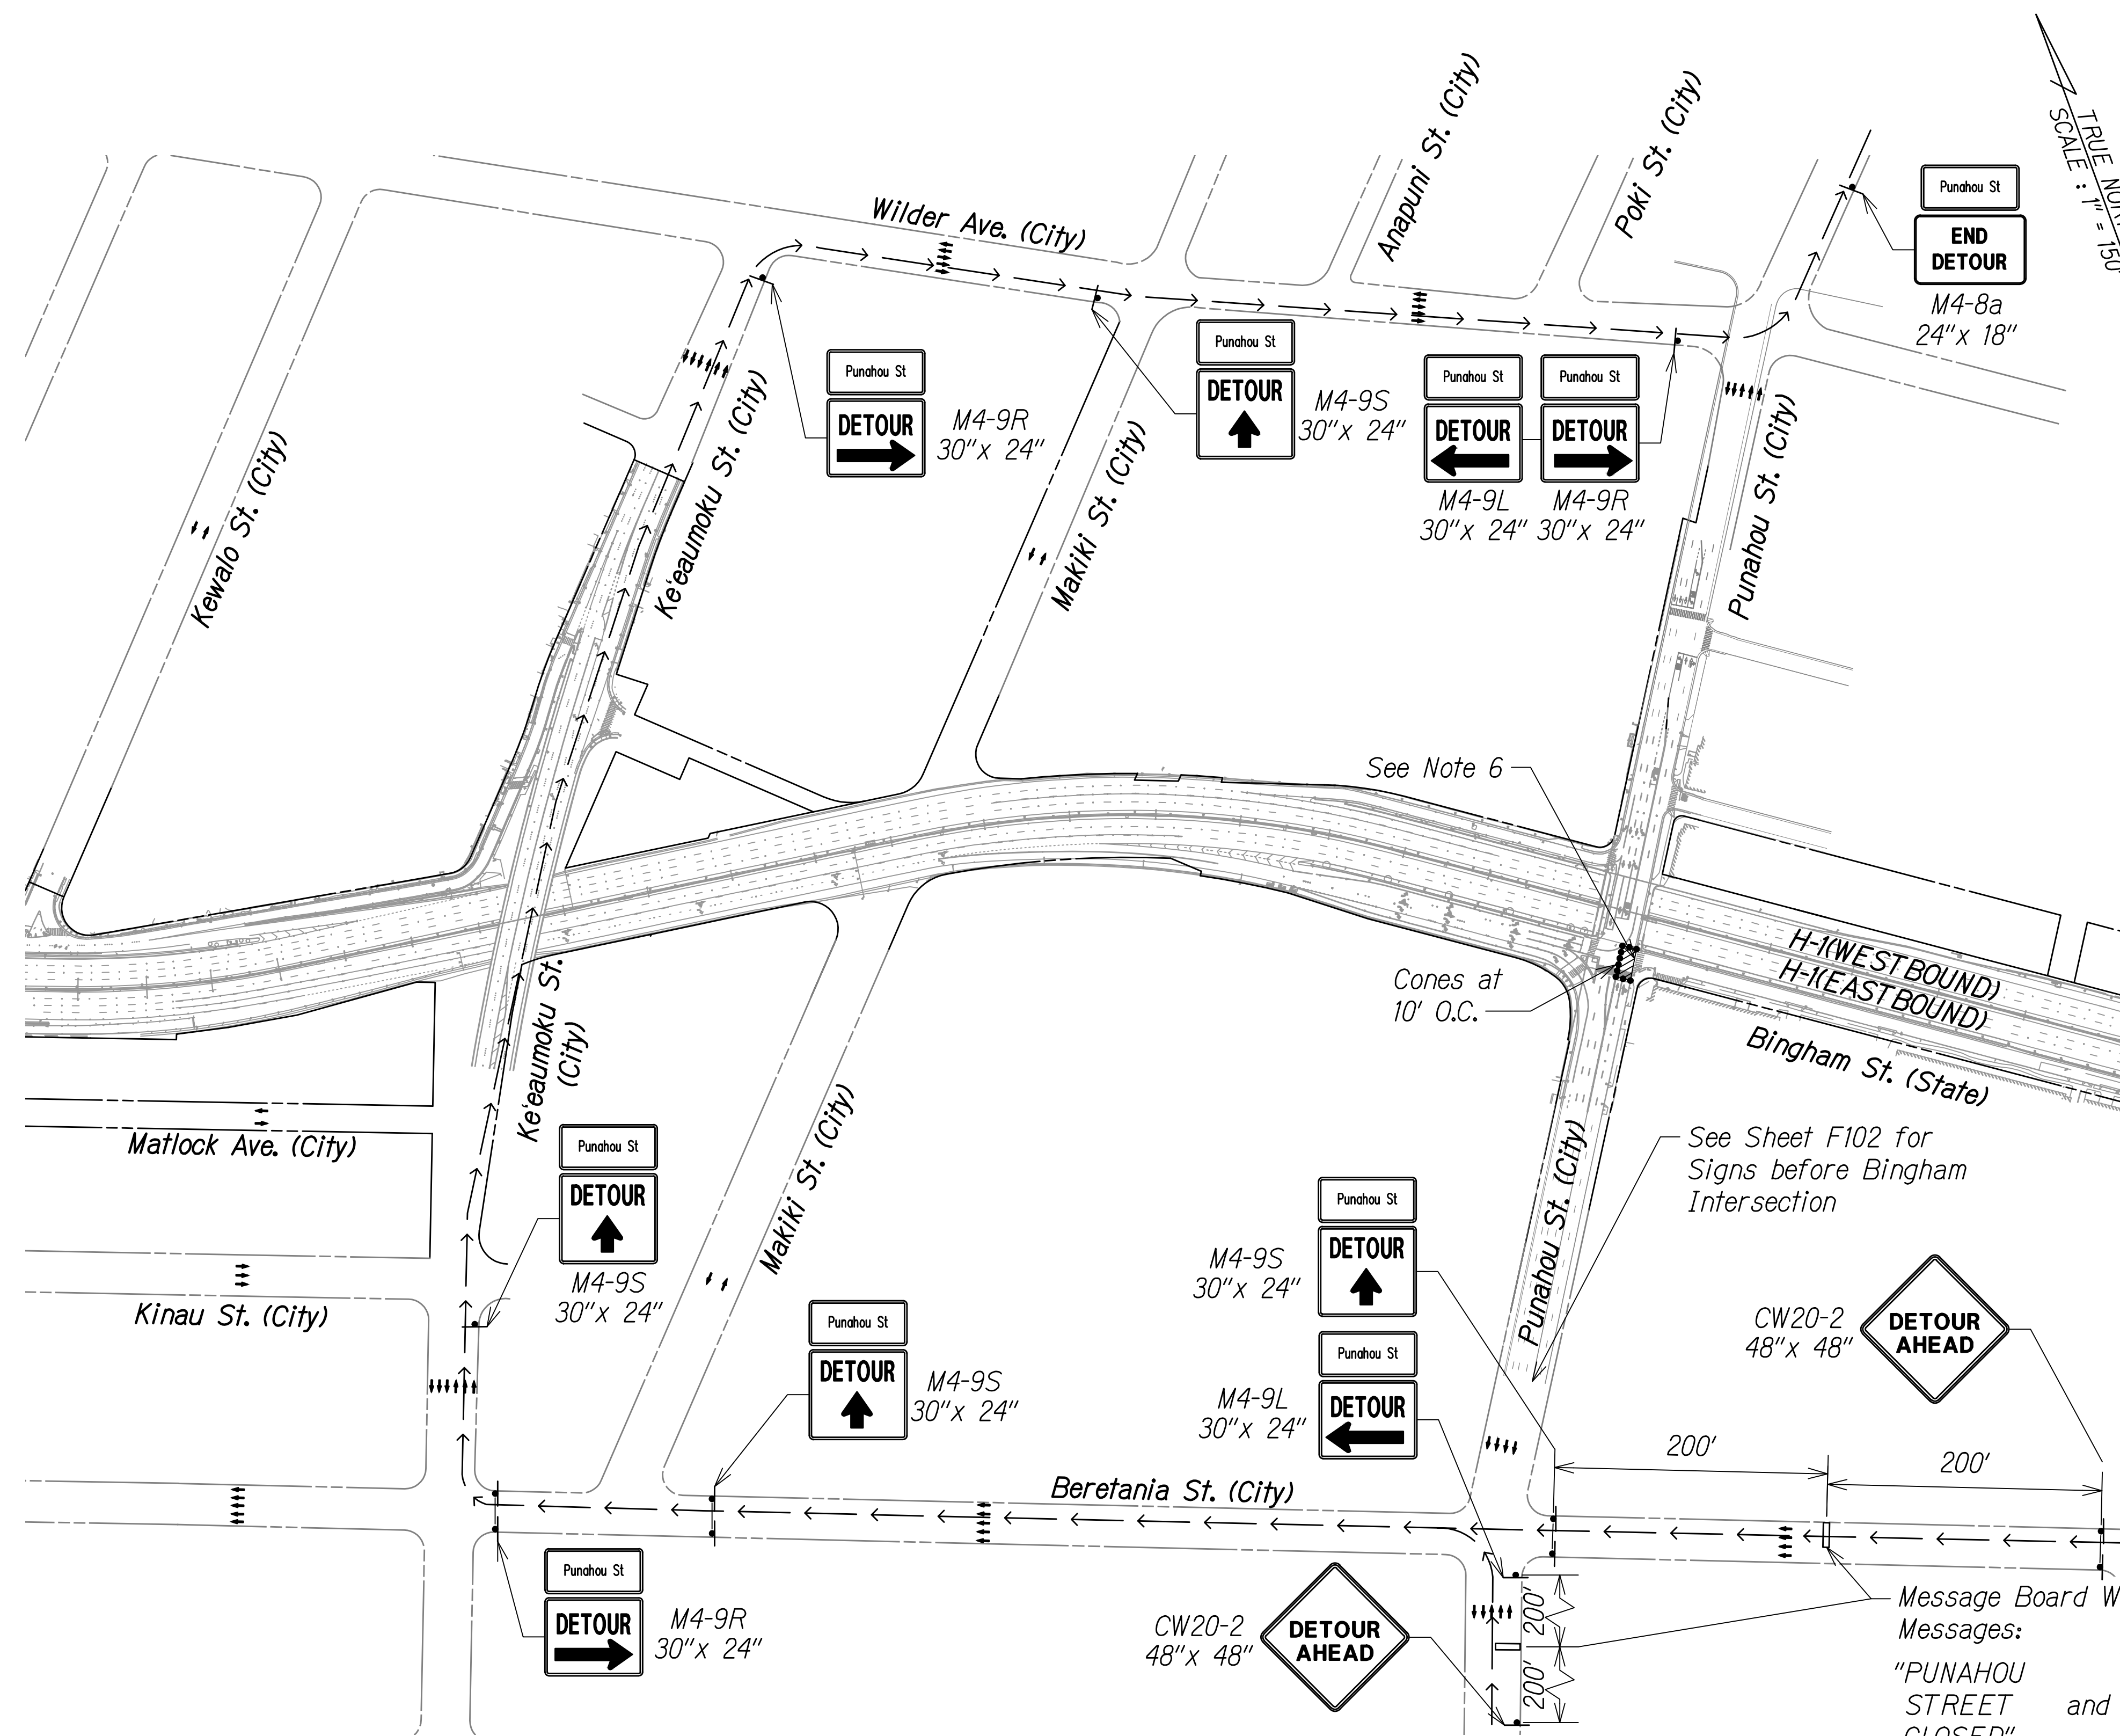 Anapuni St. (City)
Poki St. (City)
TRUE
SCALE : 1" = 150'
Wilder Ave. (City)
Punahou St
END
DETOUR
M4-8a
24"x 18"
Punahou St
DETOUR
M4-9R
30"x 24"
Punahou St
DETOUR
M4-9S
30"x 24"
Punahou St
DETOUR
M4-9L
30"x 24"
Punahou St
DETOUR
M4-9R
30"x 24"
Kewalo St. (City)
Ke'eaumoku St. (City)
Makiki St. (City)
Punahou St. (City)
See Note 6
Cones at
10' O.C.
H-1(WESTBOUND)
H-1(EASTBOUND)
Bingham St. (State)
Ke'eaumoku St.
(City)
Matlock Ave. (City)
Makiki St. (City)
Punahou St. (City)
See Sheet F102 for
Signs before Bingham
Intersection
Punahou St
DETOUR
M4-9S
30"x 24"
Kinau St. (City)
Punahou St
DETOUR
M4-9S
30"x 24"
Punahou St
DETOUR
M4-9S
30"x 24"
Punahou St
DETOUR
M4-9L
30"x 24"
CW20-2
48"x 48"
DETOUR
AHEAD
200'
200'
Beretania St. (City)
Punahou St
DETOUR
M4-9R
30"x 24"
CW20-2
48"x 48"
DETOUR
AHEAD
200'
200'
Message Board
Messages:
"PUNAHOU
STREET and
CLOSED"